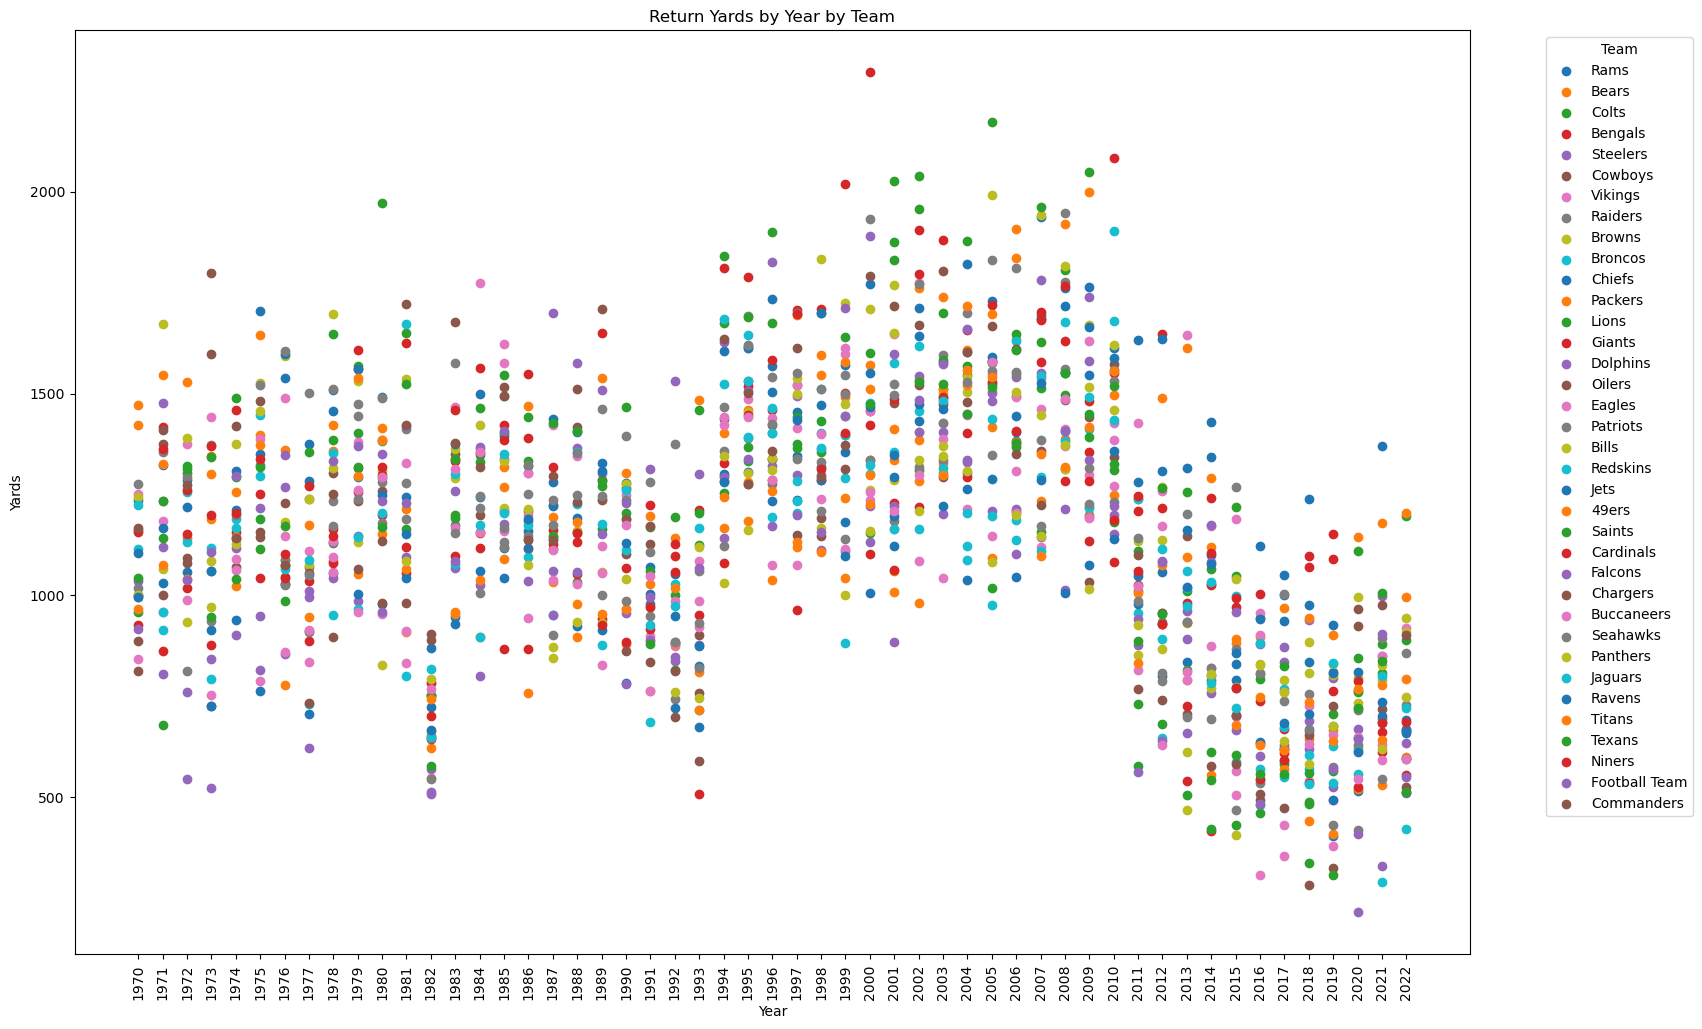 Return Yards by Year by Team
Yards
2000
1500
1000
500
1970
1971
1972
1973
1974
1975
1976
1977
1978
1979
1980
1981
1982
1983
1984
1985
1986
1987
1988
1989
1990
1991
1992
1993
1994
1995
1996
1997
1998
1999
2000
2001
2002
2003
2004
2005
2006
2007
2008
2009
2010
2011
2012
2013
2014
2015
2016
2017
2018
2019
2020
2021
2022
Year
Team
Rams
Bears
Colts
Bengals
Steelers
Cowboys
Vikings
Raiders
Browns
Broncos
Chiefs
Packers
Lions
Giants
Dolphins
Oilers
Eagles
Patriots
Bills
Redskins
Jets
49ers
Saints
Cardinals
Falcons
Chargers
Buccaneers
Seahawks
Panthers
Jaguars
Ravens
Titans
Texans
Niners
Football Team
Commanders